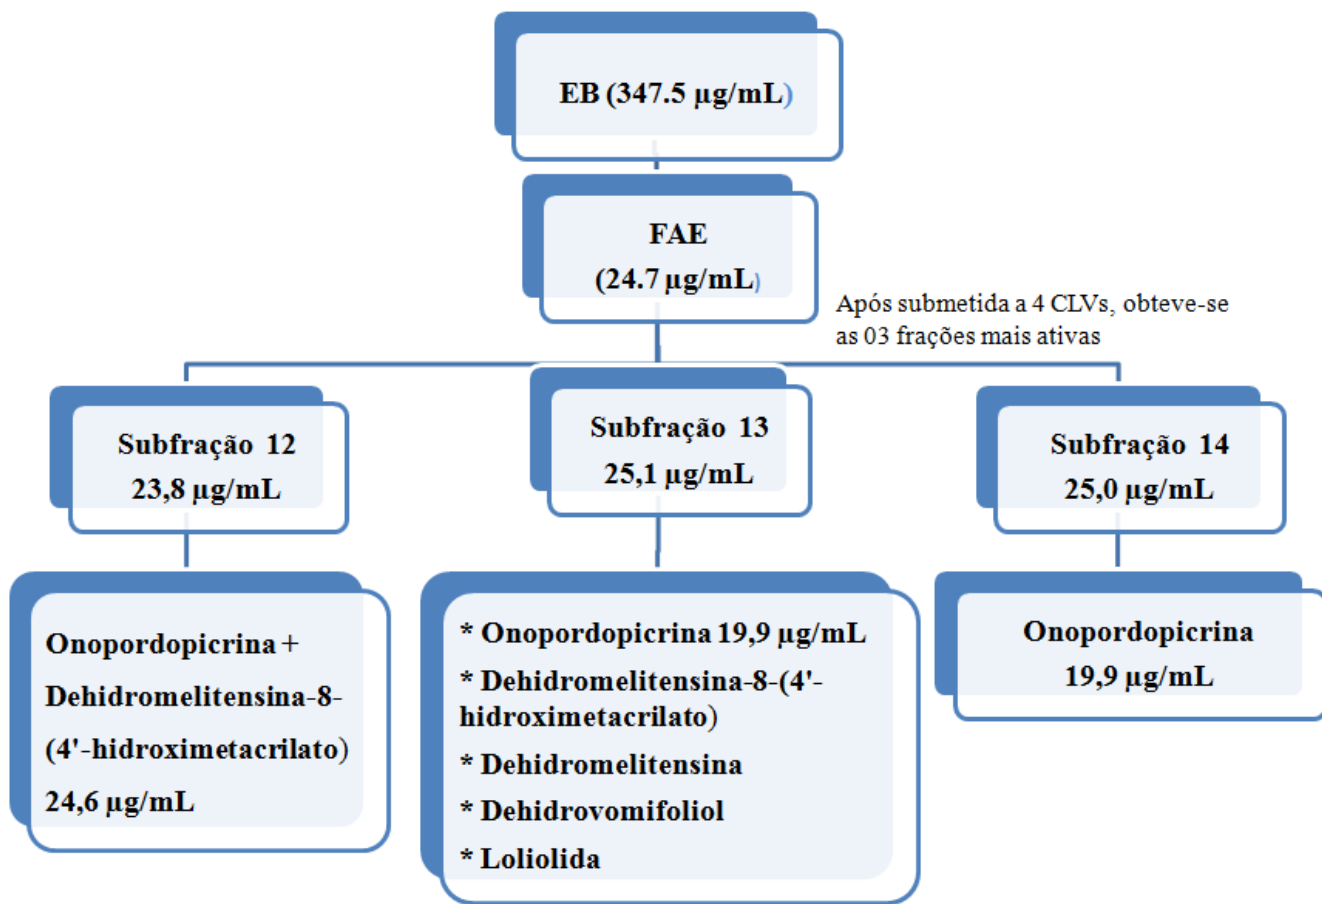 EB (347.5 µg/mL)
FAE
(24.7 µg/mL)
Após submetida a 4 CLVs, obteve-se
as 03 frações mais ativas
Subfração 12
23,8 µg/mL
Subfração 13
25,1 µg/mL
Subfração 14
25,0 µg/mL
Onopordopicrina +
Dehidromelitensina-8-
(4'-hidroximetacrilato)
24,6 µg/mL
* Onopordopicrina 19,9 µg/mL
* Dehidromelitensina-8-(4'-
hidroximetacrilato)
* Dehidromelitensina
* Dehidrovomifoliol
* Loliolida
Onopordopicrina
19,9 µg/mL